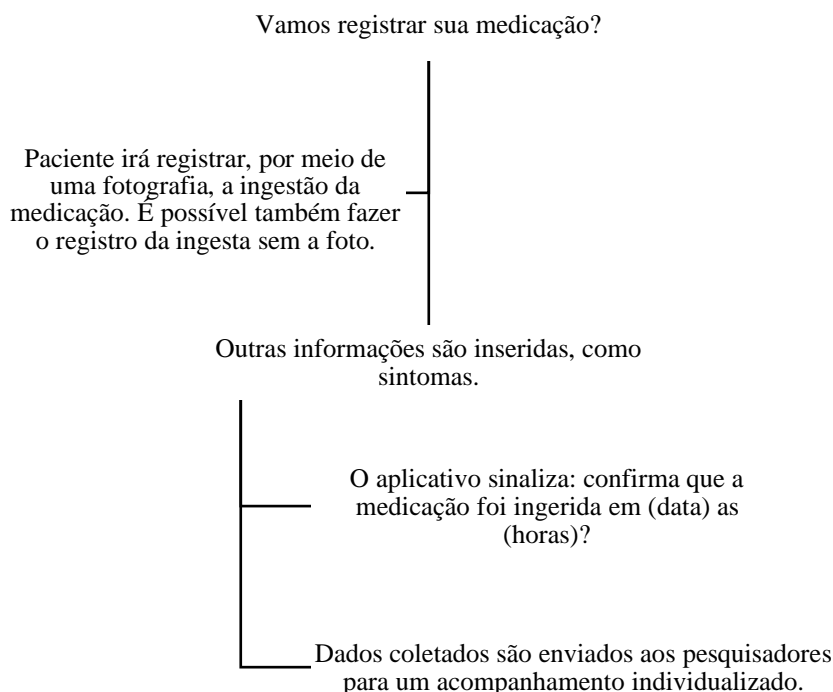 Vamos registrar sua medicação?
Paciente irá registrar, por meio de
uma fotografia, a ingestão da
medicação. É possível também fazer
o registro da ingesta sem a foto.
Outras informações são inseridas, como
sintomas.
O aplicativo sinaliza: confirma que a
medicação foi ingerida em (data) as
(horas)?
Dados coletados são enviados aos pesquisadores
para um acompanhamento individualizado.